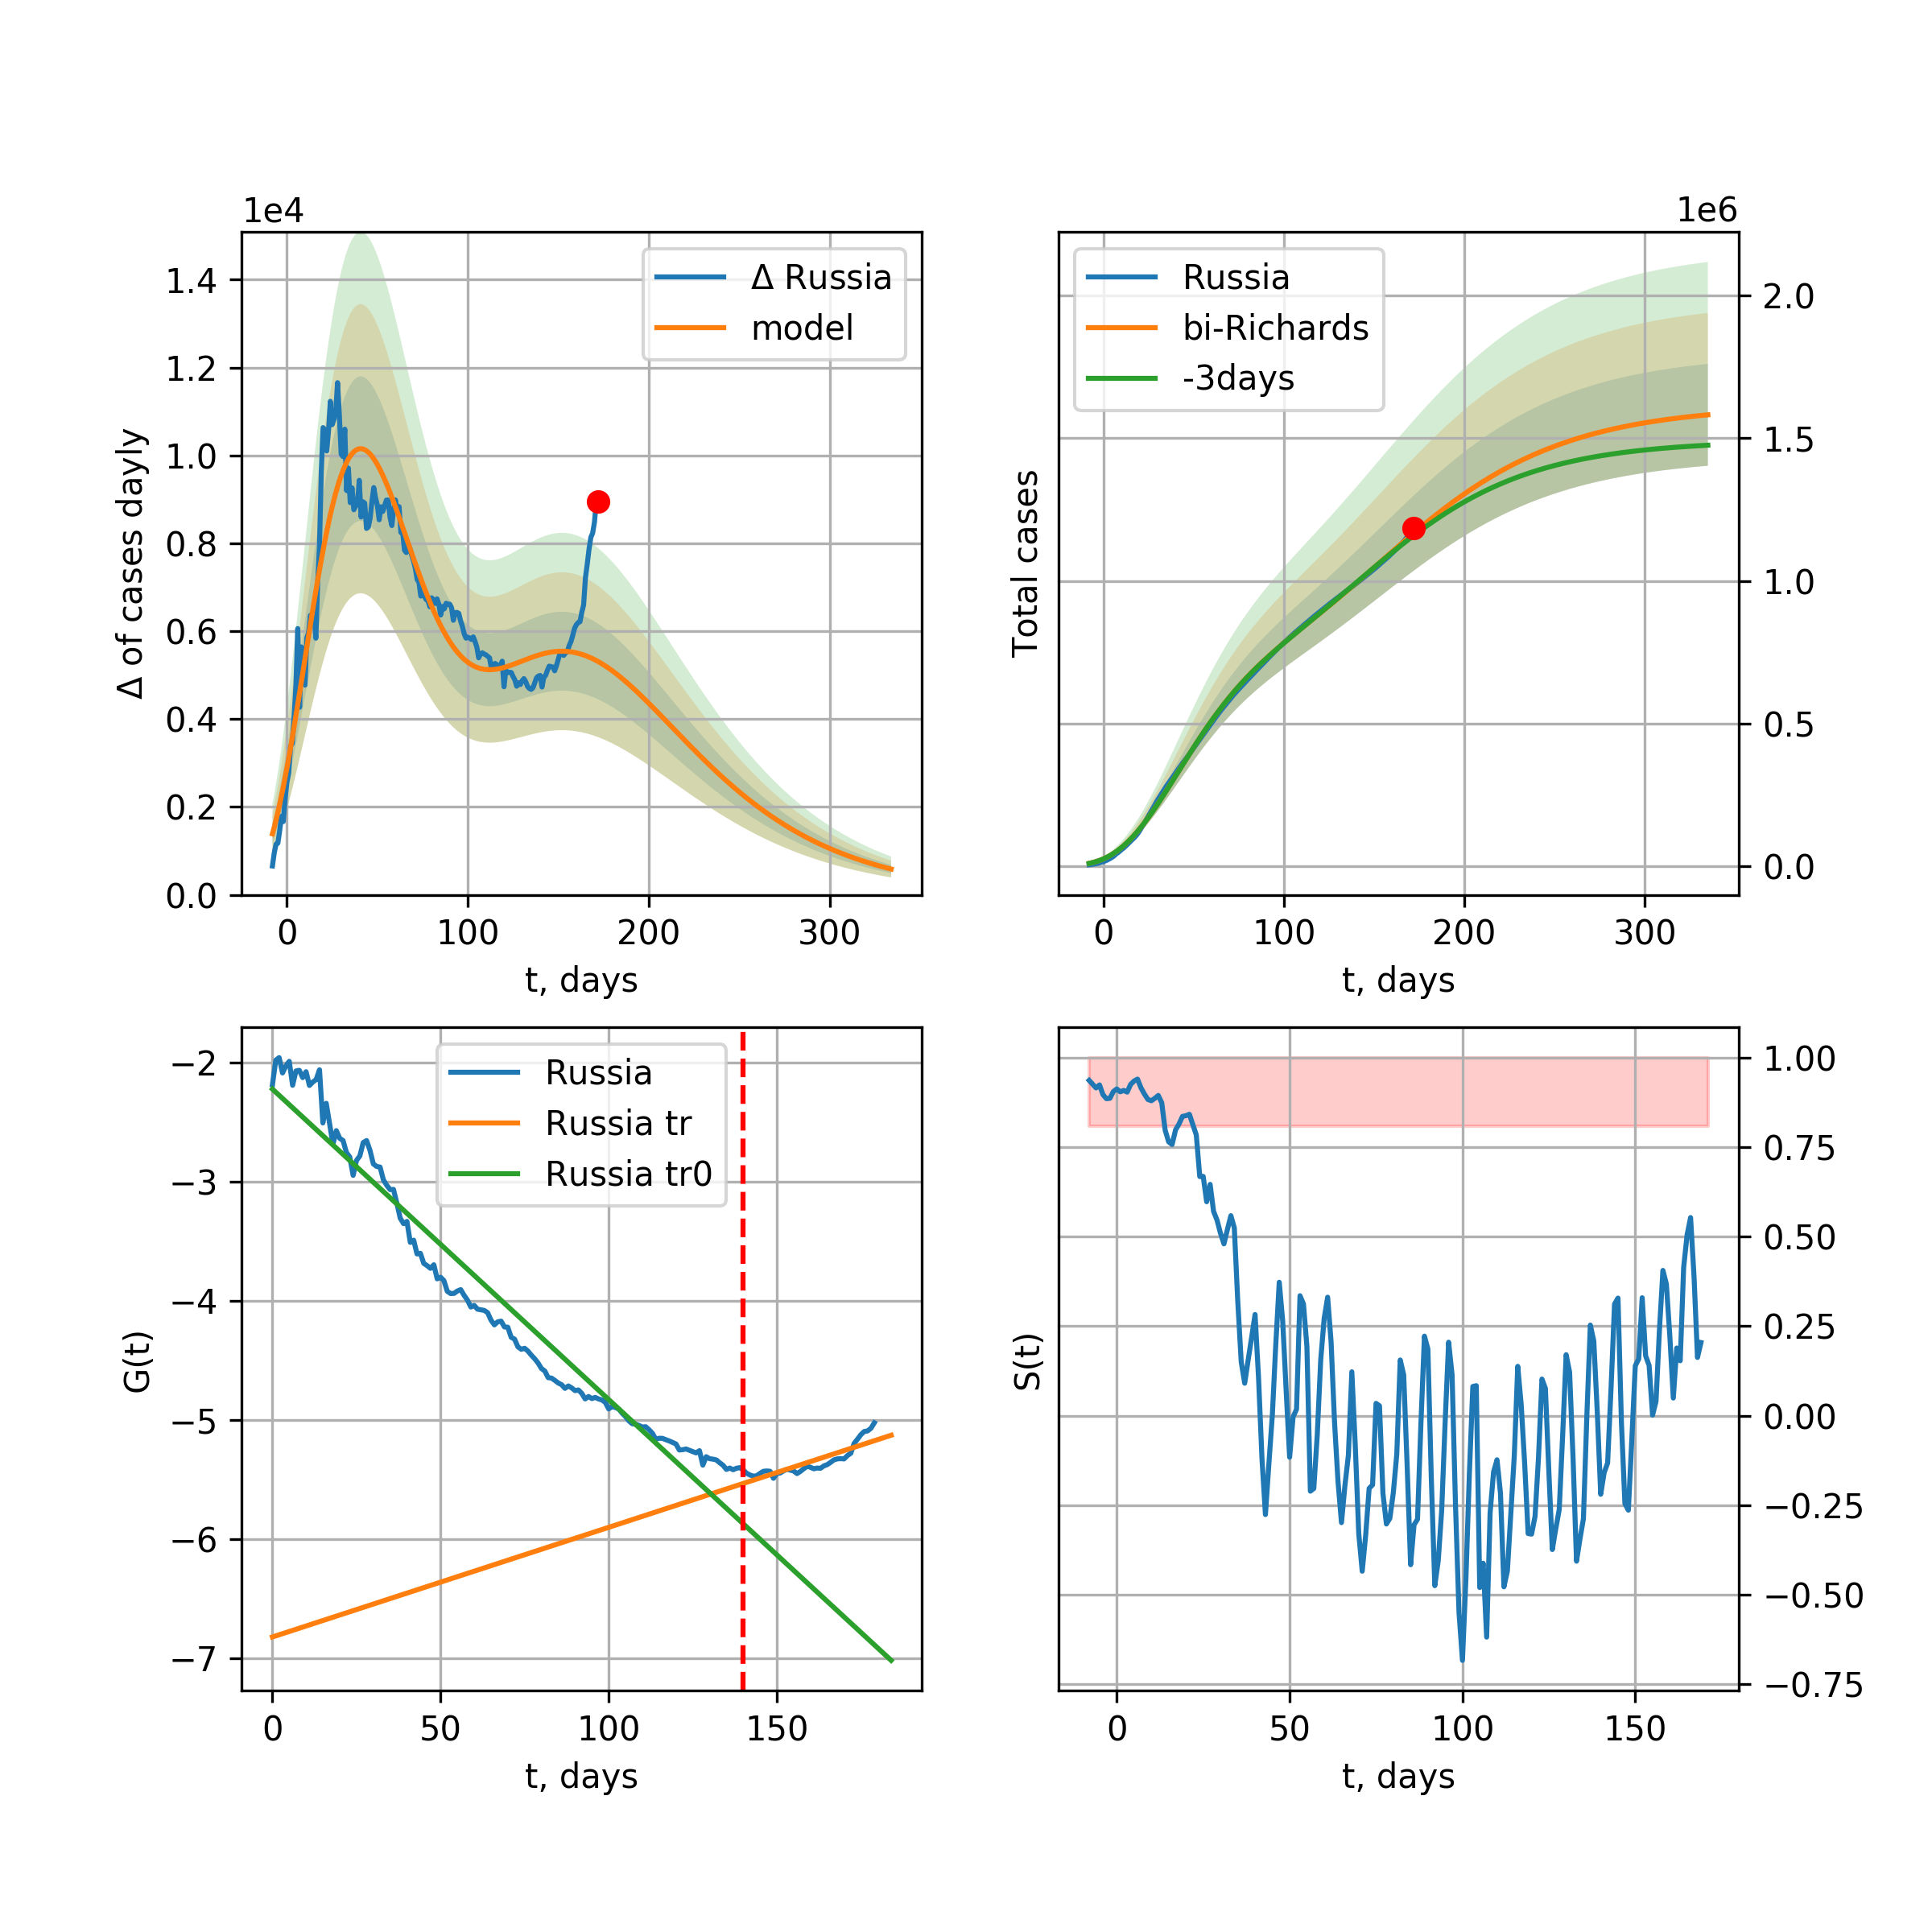 1e4
Δ Russia
model
1.4
1.2
1.0
0.8
0.6
0.4
0.2
0.0
Δ of cases dayly
0 100 200 300
t, days
1e6
Russia
bi-Richards
-3days
2.0
1.5
1.0
0.5
0.0
Total cases
0 100 200 300
t, days
Russia
Russia tr
Russia tr0
−2
−3
−4
−5
−6
−7
G(t)
0 50 100 150
t, days
1.00
0.75
0.50
0.25
0.00
−0.25
−0.50
−0.75
S(t)
0 50 100 150
t, days